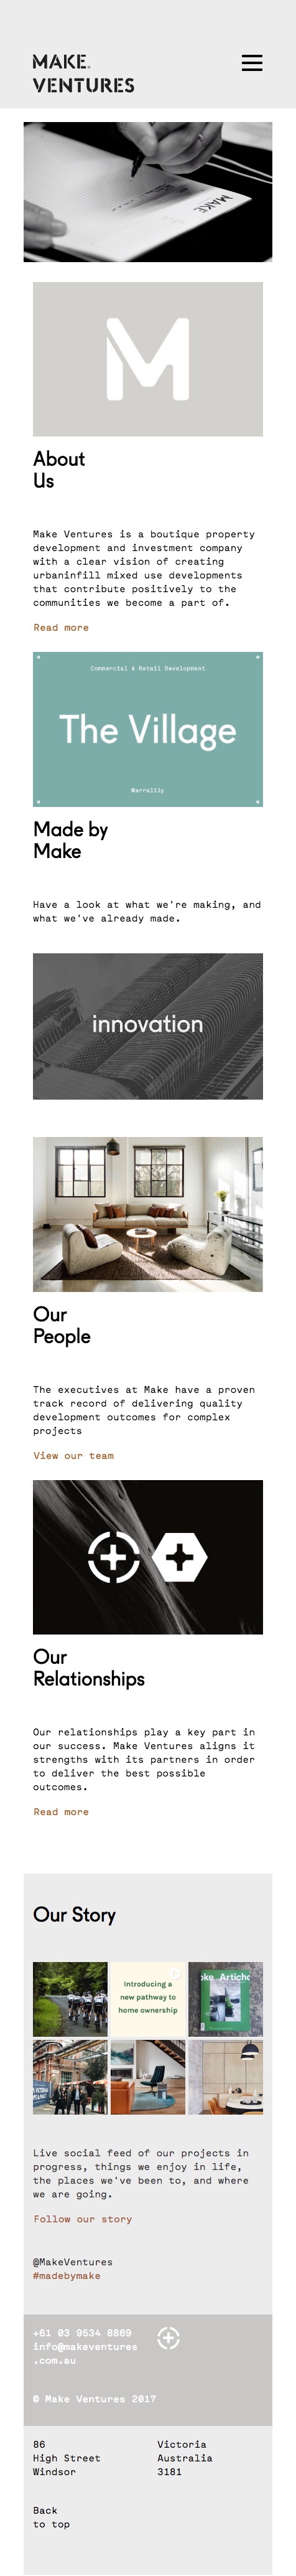 MAKE.
VENTURES
MAKE
M
About
Us
Make Ventures is a boutique property
development and investment company
with a clear vision of creating
urbaninfill mixed use developments
that contribute positively to the
communities we become a part of.
Read more
Commercial & Retail Development
The Village
Warralily
Made by
Make
Have a look at what we're making, and
what we've already made.
innovation
Our
People
The executives at Make have a proven
track record of delivering quality
development outcomes for complex
projects
View our team
Our
Relationships
Our relationships play a key part in
our success. Make Ventures aligns it
strengths with its partners in order
to deliver the best possible
outcomes.
Read more
Our Story
Introducing a
new pathway to
home ownership
oke Articho
Live social feed of our projects in
progress, things we enjoy in life,
the places we've been to, and where
we are going.
Follow our story
@MakeVentures
#madebymake
+61 03 9534 8869
info@makeventures
.com.au
© Make Ventures 2017
86
High Street
Windsor
Victoria
Australia
3181
Back
to top